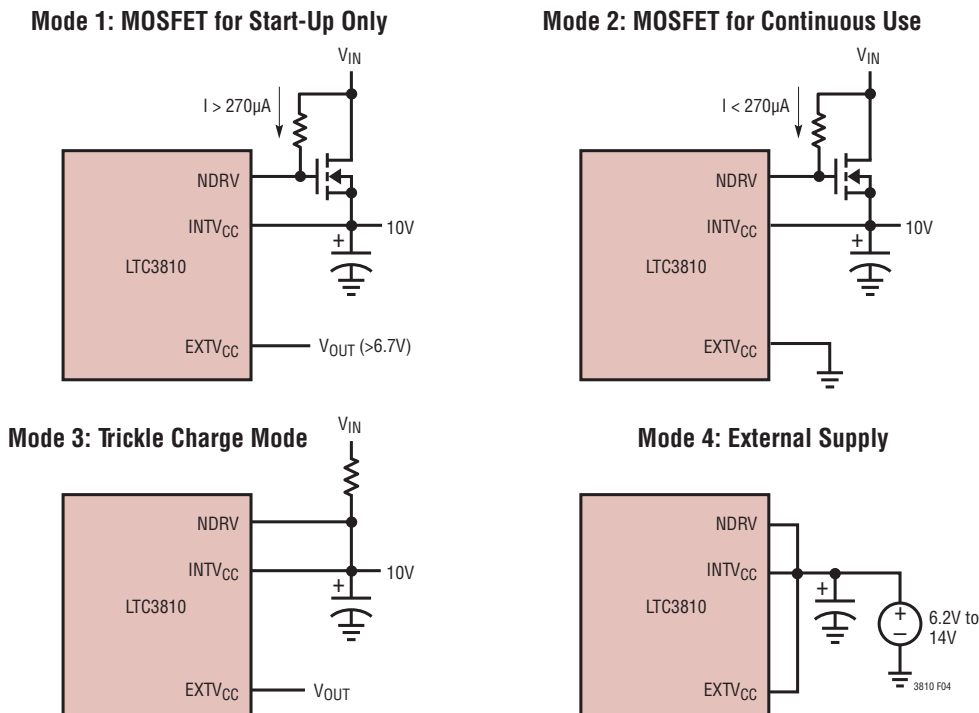 Mode 1: MOSFET for Start-Up Only
VIN
I > 270µA
NDRV
INTVCC
10V
+
LTC3810
EXTVCC
VOUT (>6.7V)
Mode 2: MOSFET for Continuous Use
VIN
I < 270µA
NDRV
INTVCC
10V
+
LTC3810
EXTVCC
Mode 3: Trickle Charge Mode
VIN
NDRV
INTVCC
10V
+
LTC3810
EXTVCC
VOUT
Mode 4: External Supply
NDRV
INTVCC
+
LTC3810
+
–
6.2V to
14V
EXTVCC
3810 F04